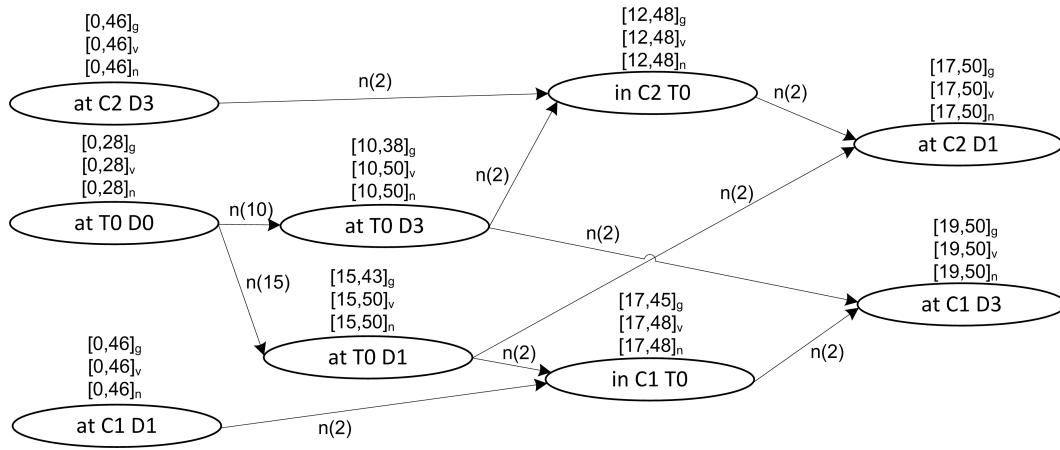 [0,46]g
[0,46]v
[0,46]n
at C2 D3
n(2)
[12,48]g
[12,48]v
[12,48]n
in C2 T0
n(2)
[17,50]g
[17,50]v
[17,50]n
at C2 D1
[0,28]g
[0,28]v
[0,28]n
at T0 D0
n(10)
[10,38]g
[10,50]v
[10,50]n
at T0 D3
n(2)
n(2)
n(2)
n(15)
[15,43]g
[15,50]v
[15,50]n
at T0 D1
n(2)
[17,45]g
[17,48]v
[17,48]n
in C1 T0
n(2)
[19,50]g
[19,50]v
[19,50]n
at C1 D3
[0,46]g
[0,46]v
[0,46]n
at C1 D1
n(2)